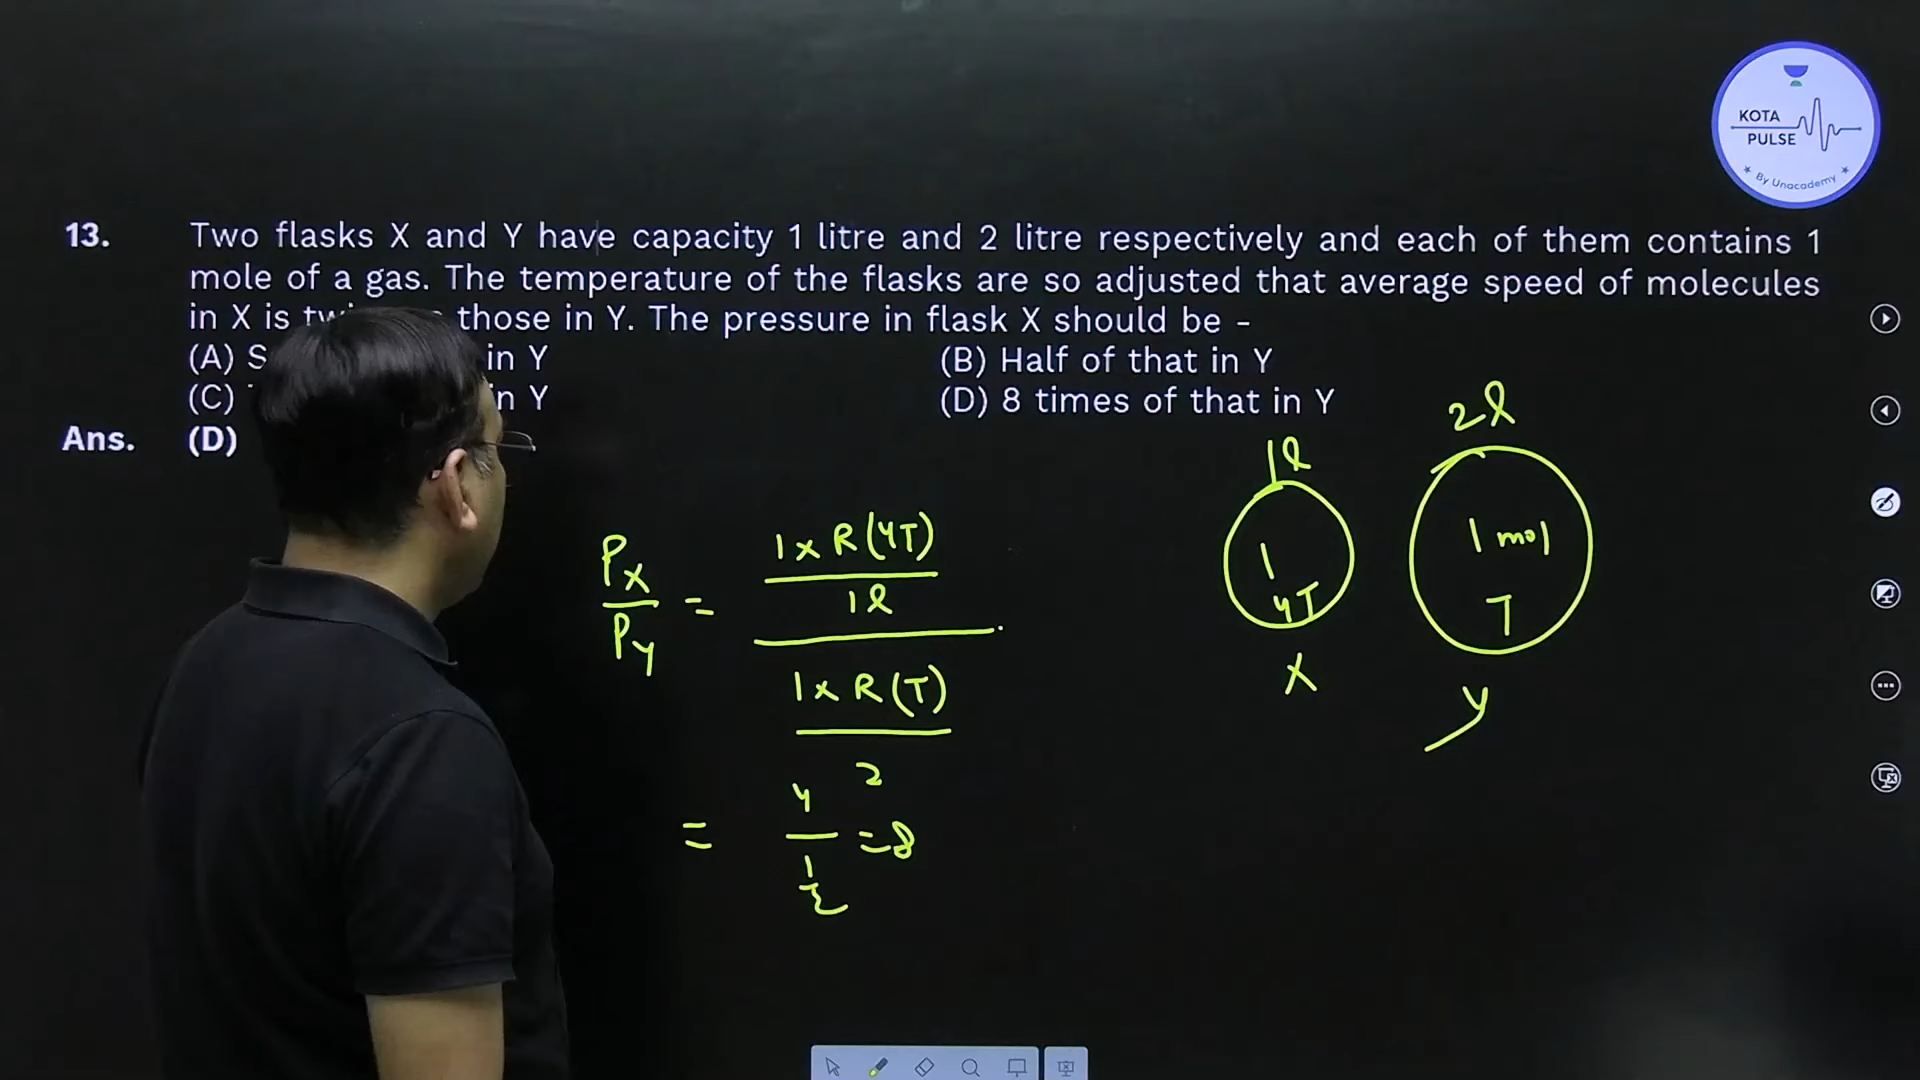 KOTA
PULSE
By Unacademy
13. Two flasks X and Y have capacity 1 litre and 2 litre respectively and each of them contains 1
mole of a gas. The temperature of the flasks are so adjusted that average speed of molecules
in X is those in Y. The pressure in flask X should be -
(A) S in Y (B) Half of that in Y
(C) in Y (D) 8 times of that in Y
Ans. (D)
1l 2l
Px/Py = (1 x R(4T) / 1l) / (1 x R(T) / 2)
1 1 mol
4T T
X Y
= 4 / (1/2) = 8